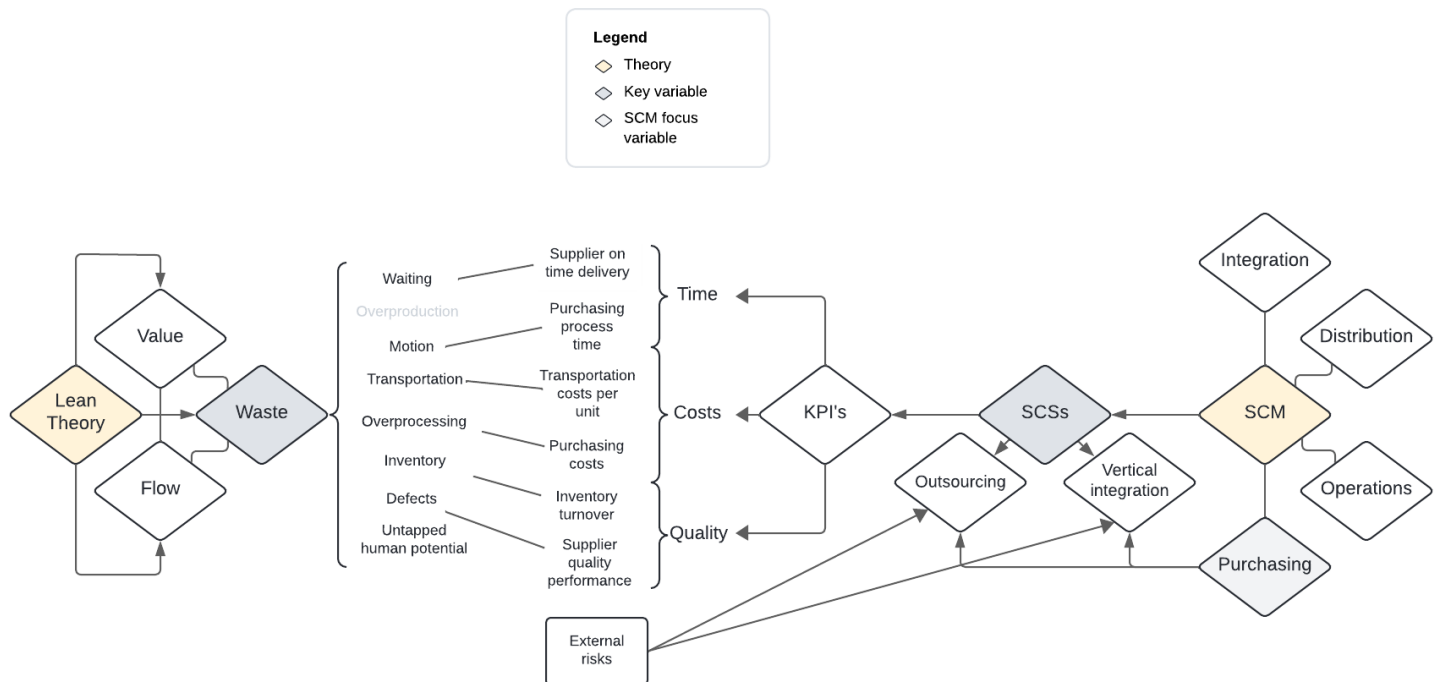 Legend
Theory
Key variable
SCM focus
variable
Lean
Theory
Value
Flow
Waste
Waiting
Overproduction
Motion
Transportation
Overprocessing
Inventory
Defects
Untapped
human potential
Supplier on
time delivery
Purchasing
process
time
Transportation
costs per
unit
Purchasing
costs
Inventory
turnover
Supplier
quality
performance
Time
Costs
Quality
KPI's
SCSs
Outsourcing
Vertical
integration
SCM
Integration
Distribution
Operations
Purchasing
External
risks